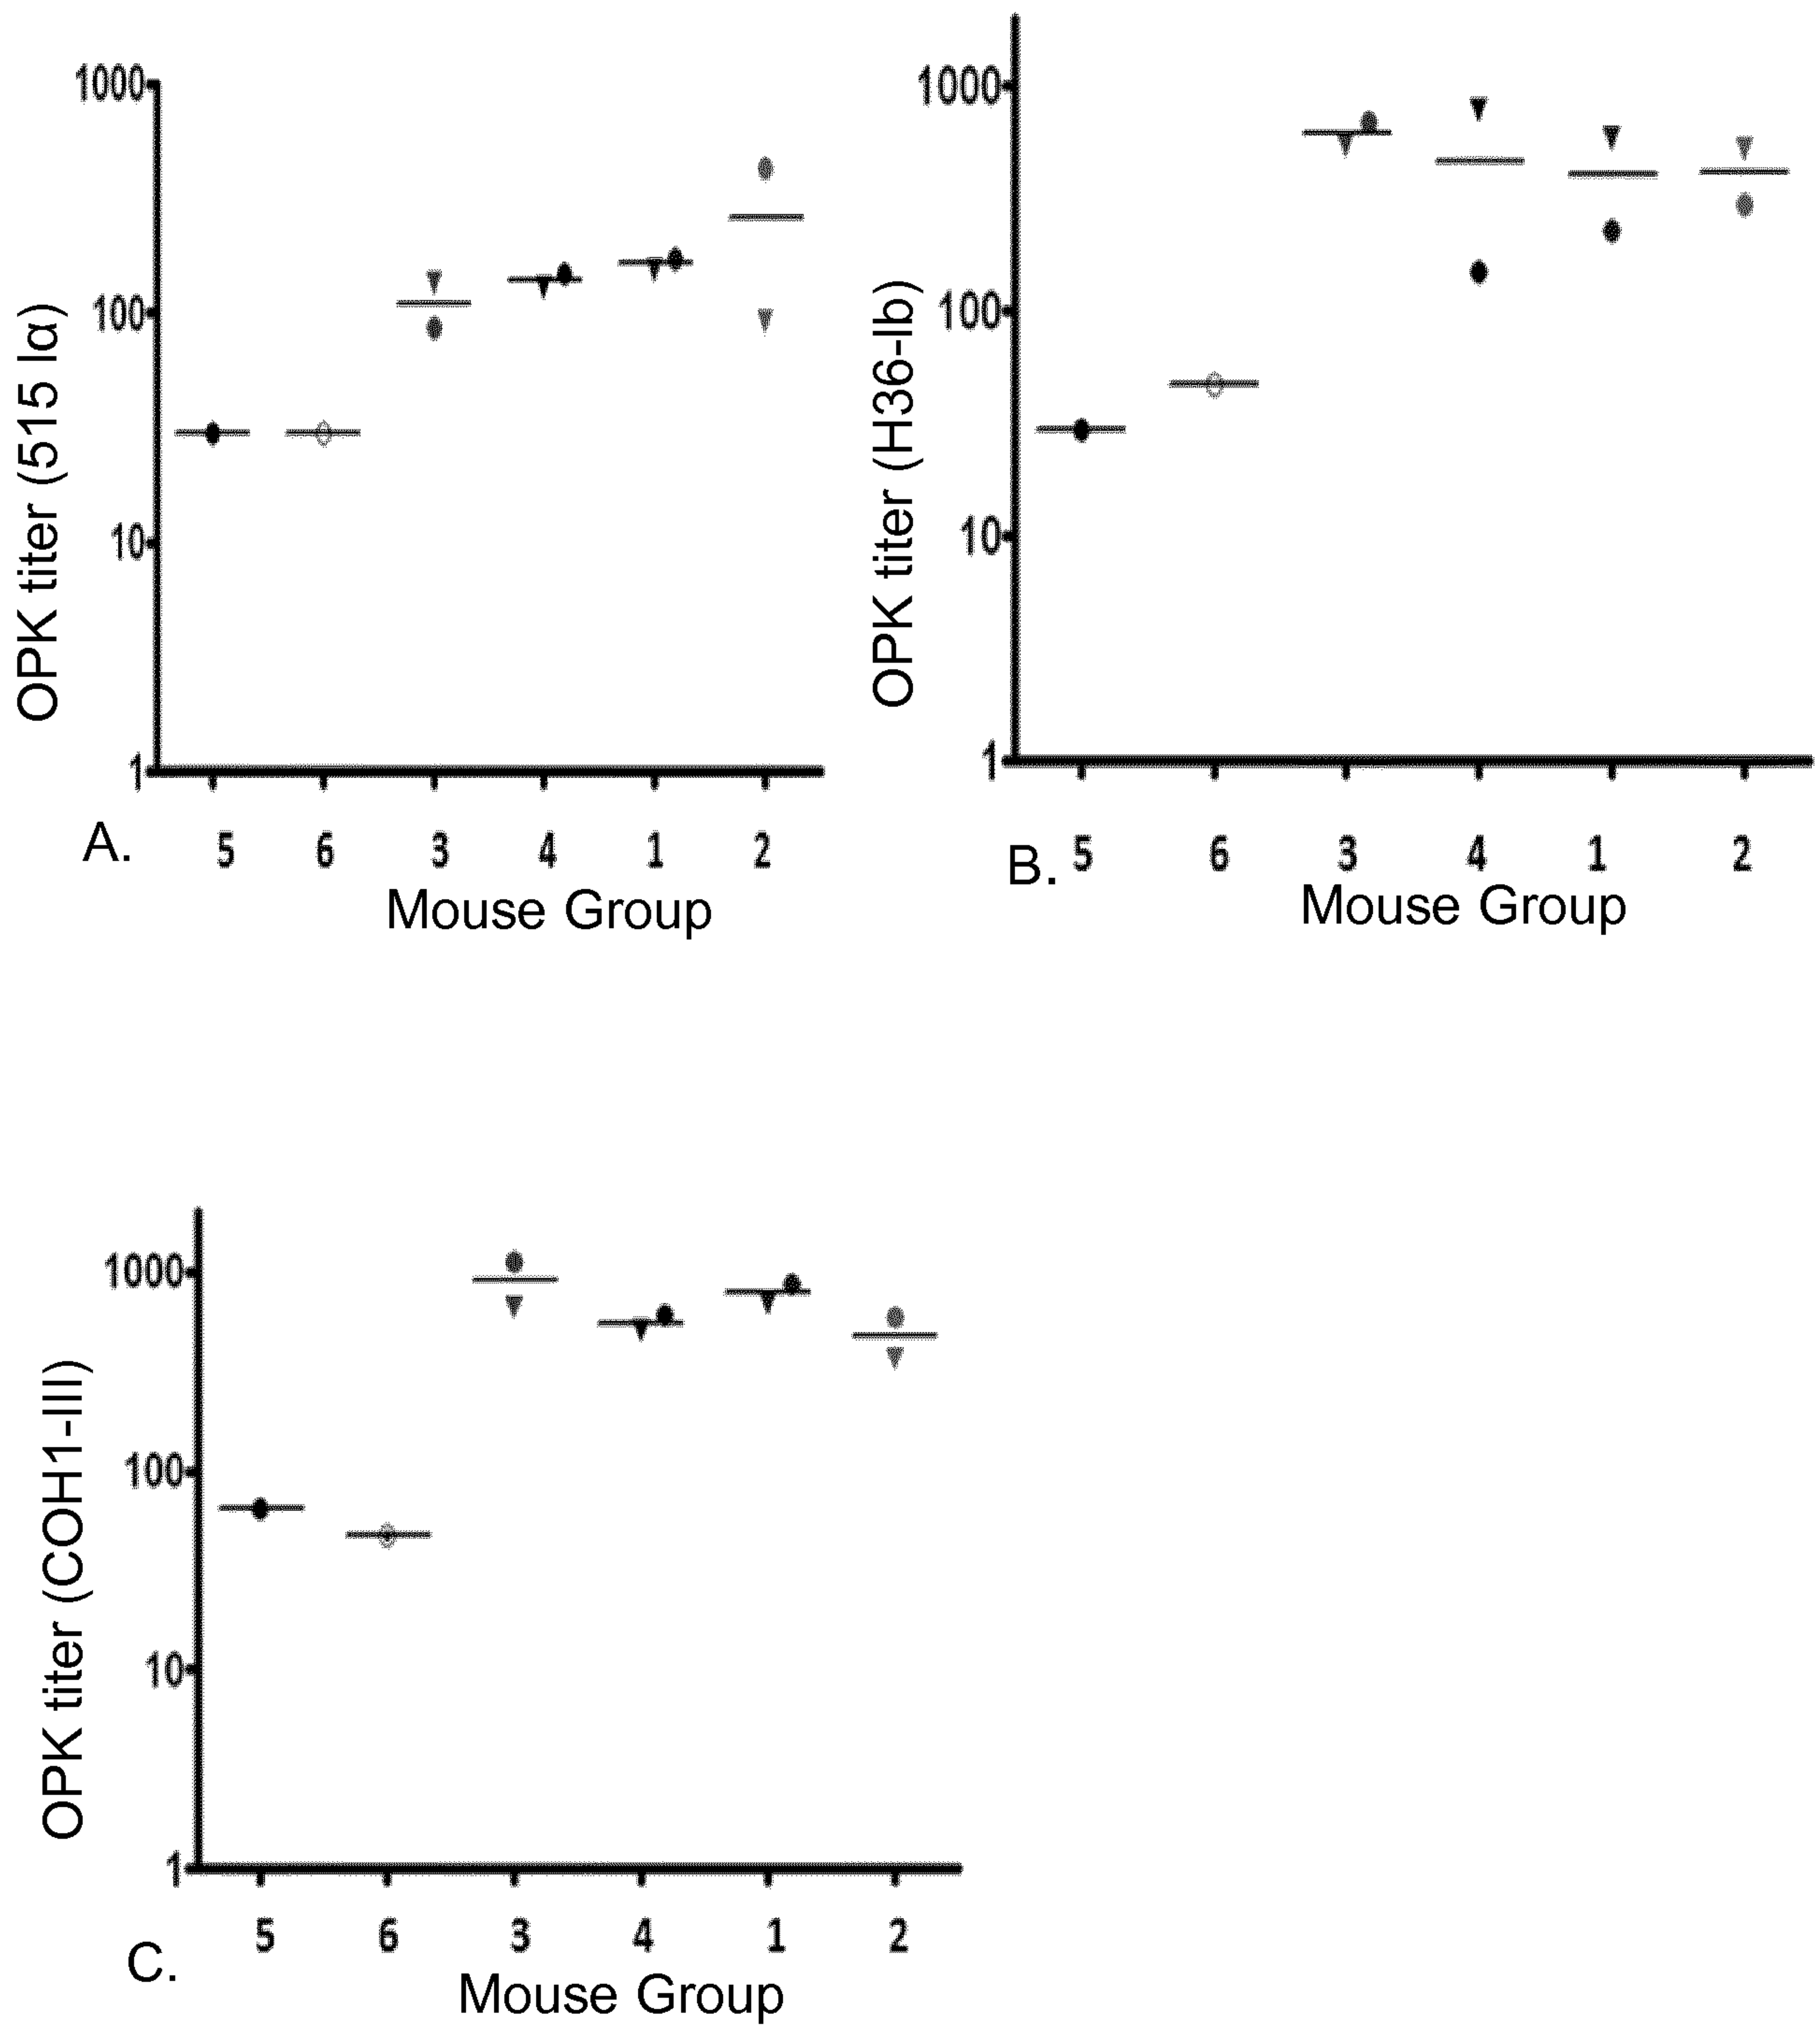 OPK titer (515 Iα)
1000
100
10
1
5 6 3 4 1 2
A.
Mouse Group
OPK titer (H36-Ib)
1000
100
10
1
5 6 3 4 1 2
B.
Mouse Group
OPK titer (COH1-III)
1000
100
10
1
5 6 3 4 1 2
C.
Mouse Group